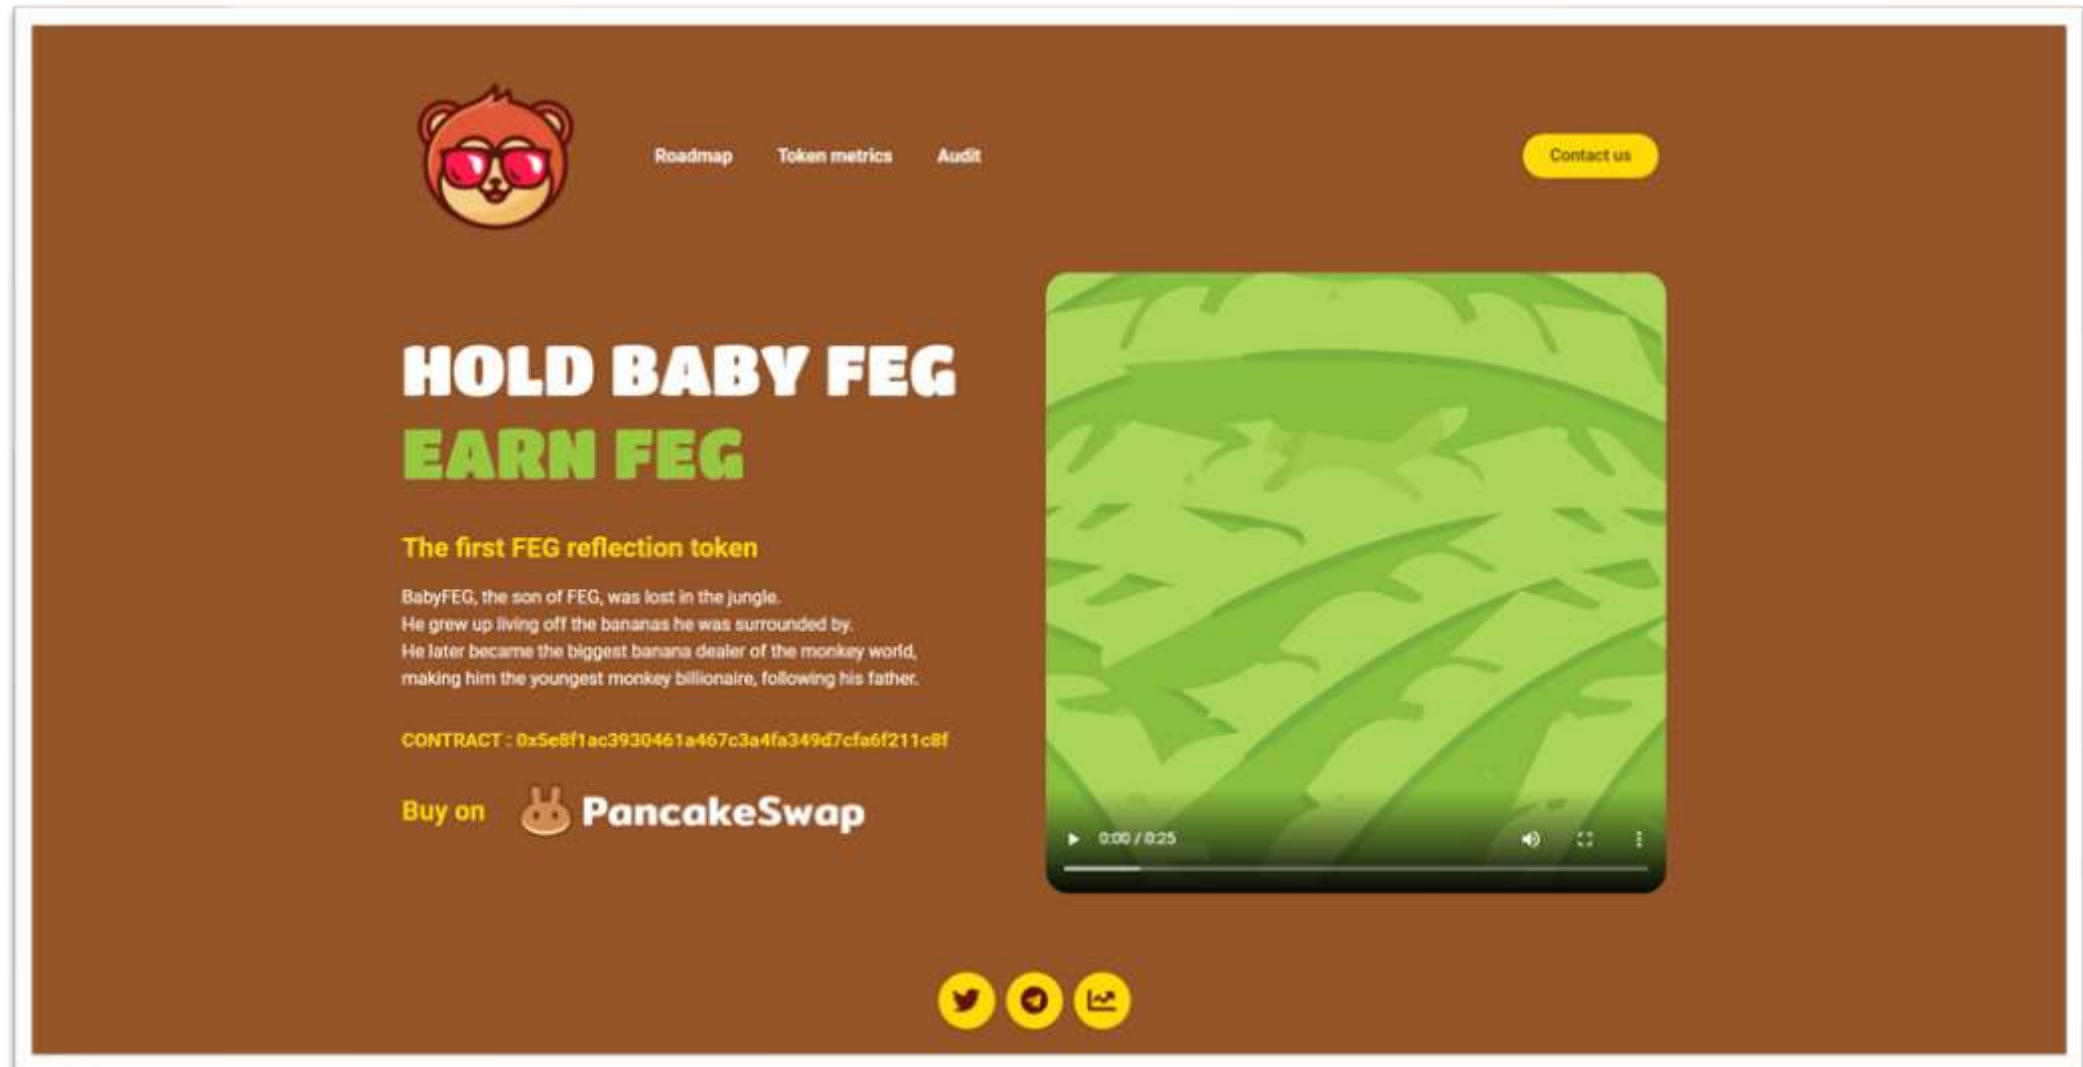 Roadmap Token metrics Audit Contact us
HOLD BABY FEG
EARN FEG
The first FEG reflection token
BabyFEG, the son of FEG, was lost in the jungle.
He grew up living off the bananas he was surrounded by.
He later became the biggest banana dealer of the monkey world,
making him the youngest monkey billionaire, following his father.
CONTRACT : 0x5e8f1ac3930461a467c3a4fa349d7cfa6f211c8f
Buy on PancakeSwap
0:00 / 0:25